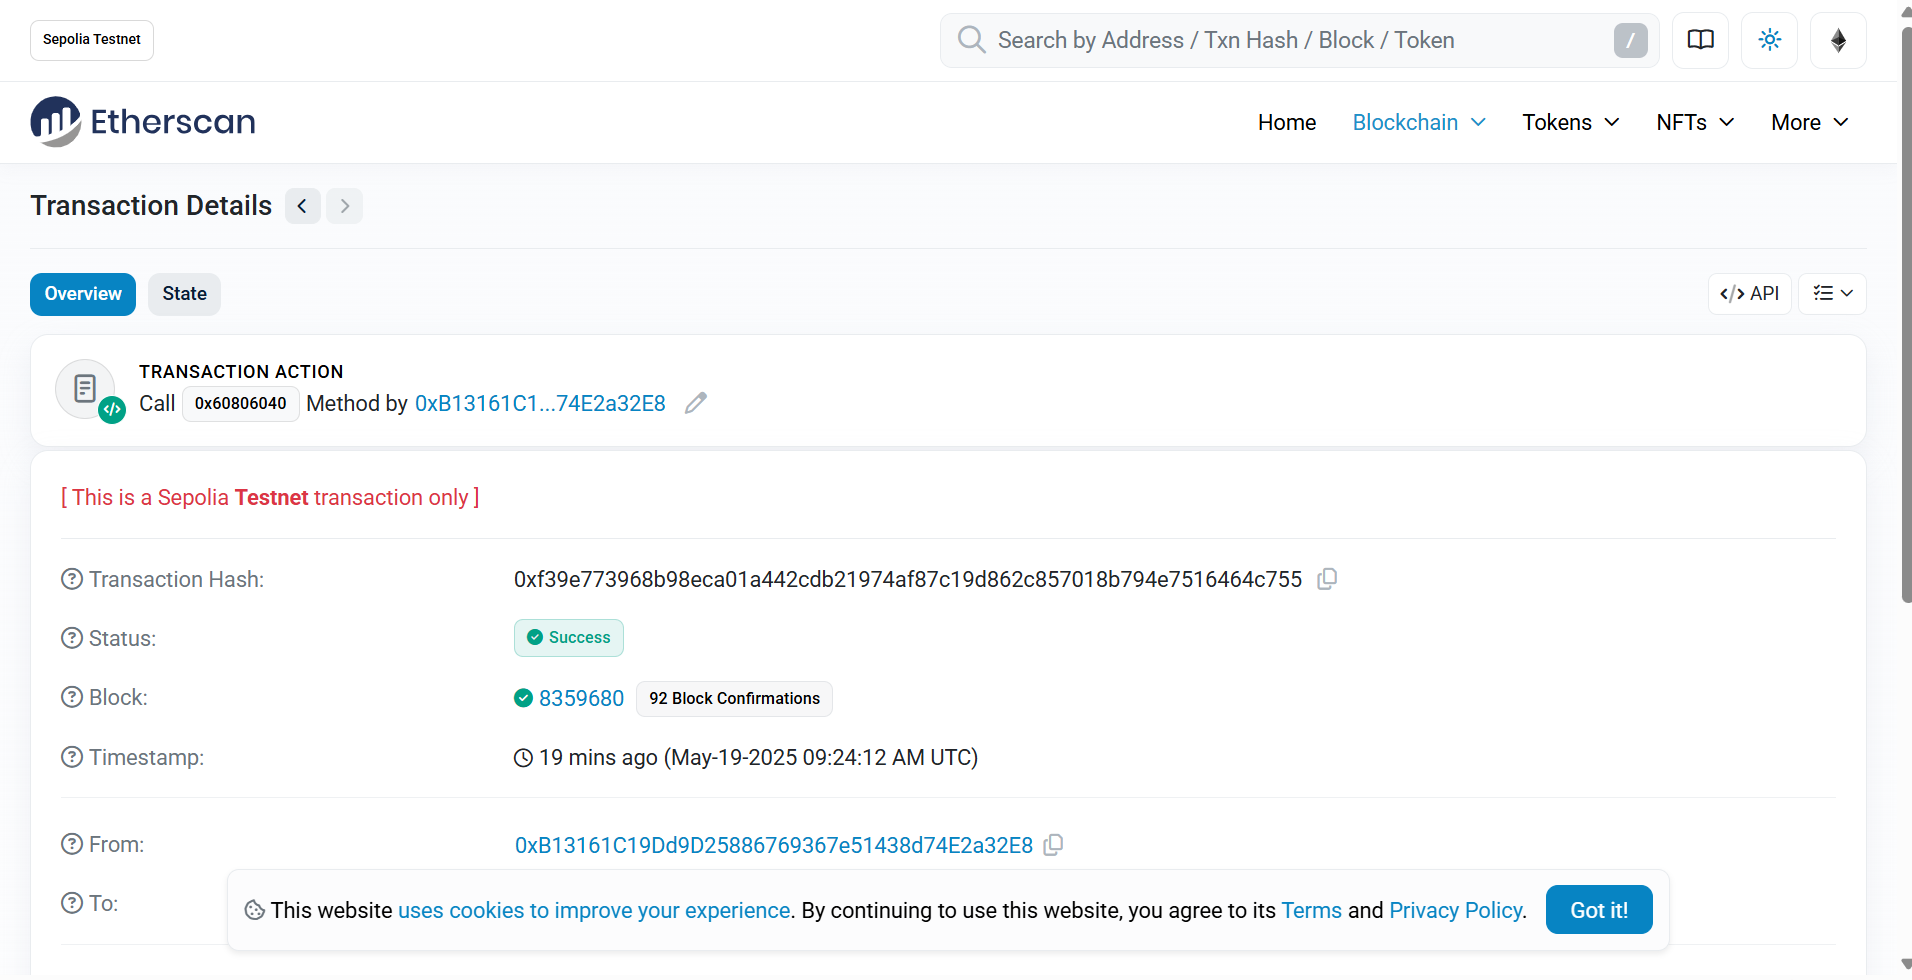 Sepolia Testnet
Search by Address / Txn Hash / Block / Token
/
Etherscan
Home
Blockchain
Tokens
NFTs
More
Transaction Details
Overview
State
API
TRANSACTION ACTION
Call 0x60806040 Method by 0xB13161C1...74E2a32E8
[ This is a Sepolia Testnet transaction only ]
Transaction Hash:
0xf39e773968b98eca01a442cdb21974af87c19d862c857018b794e7516464c755
Status:
Success
Block:
8359680
92 Block Confirmations
Timestamp:
19 mins ago (May-19-2025 09:24:12 AM UTC)
From:
0xB13161C19Dd9D25886769367e51438d74E2a32E8
To:
This website uses cookies to improve your experience. By continuing to use this website, you agree to its Terms and Privacy Policy.
Got it!